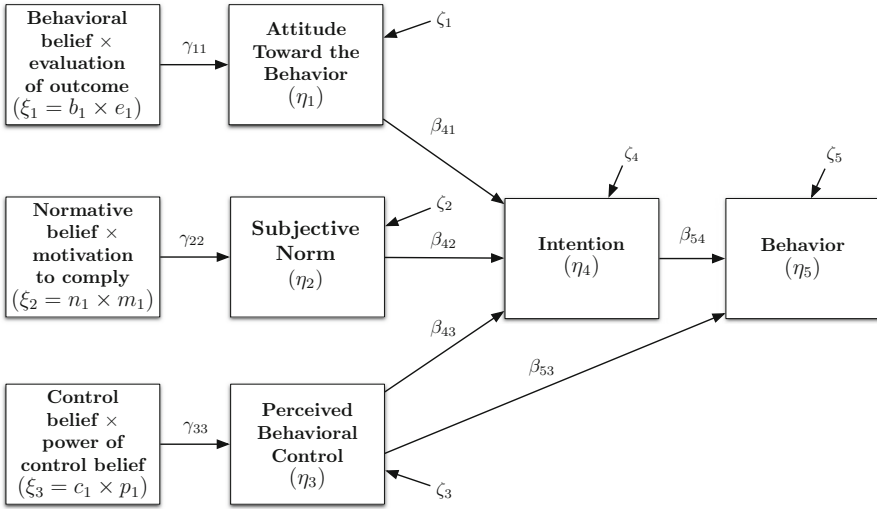 Behavioral
belief ×
evaluation
of outcome
(ξ₁ = b₁ × e₁)
γ₁₁
Attitude
Toward the
Behavior
(η₁)
ζ₁
β₄₁
Normative
belief ×
motivation
to comply
(ξ₂ = n₁ × m₁)
γ₂₂
Subjective
Norm
(η₂)
ζ₂
β₄₂
Intention
(η₄)
ζ₄
β₅₄
Behavior
(η₅)
ζ₅
Control
belief ×
power of
control belief
(ξ₃ = c₁ × p₁)
γ₃₃
Perceived
Behavioral
Control
(η₃)
ζ₃
β₄₃
β₅₃